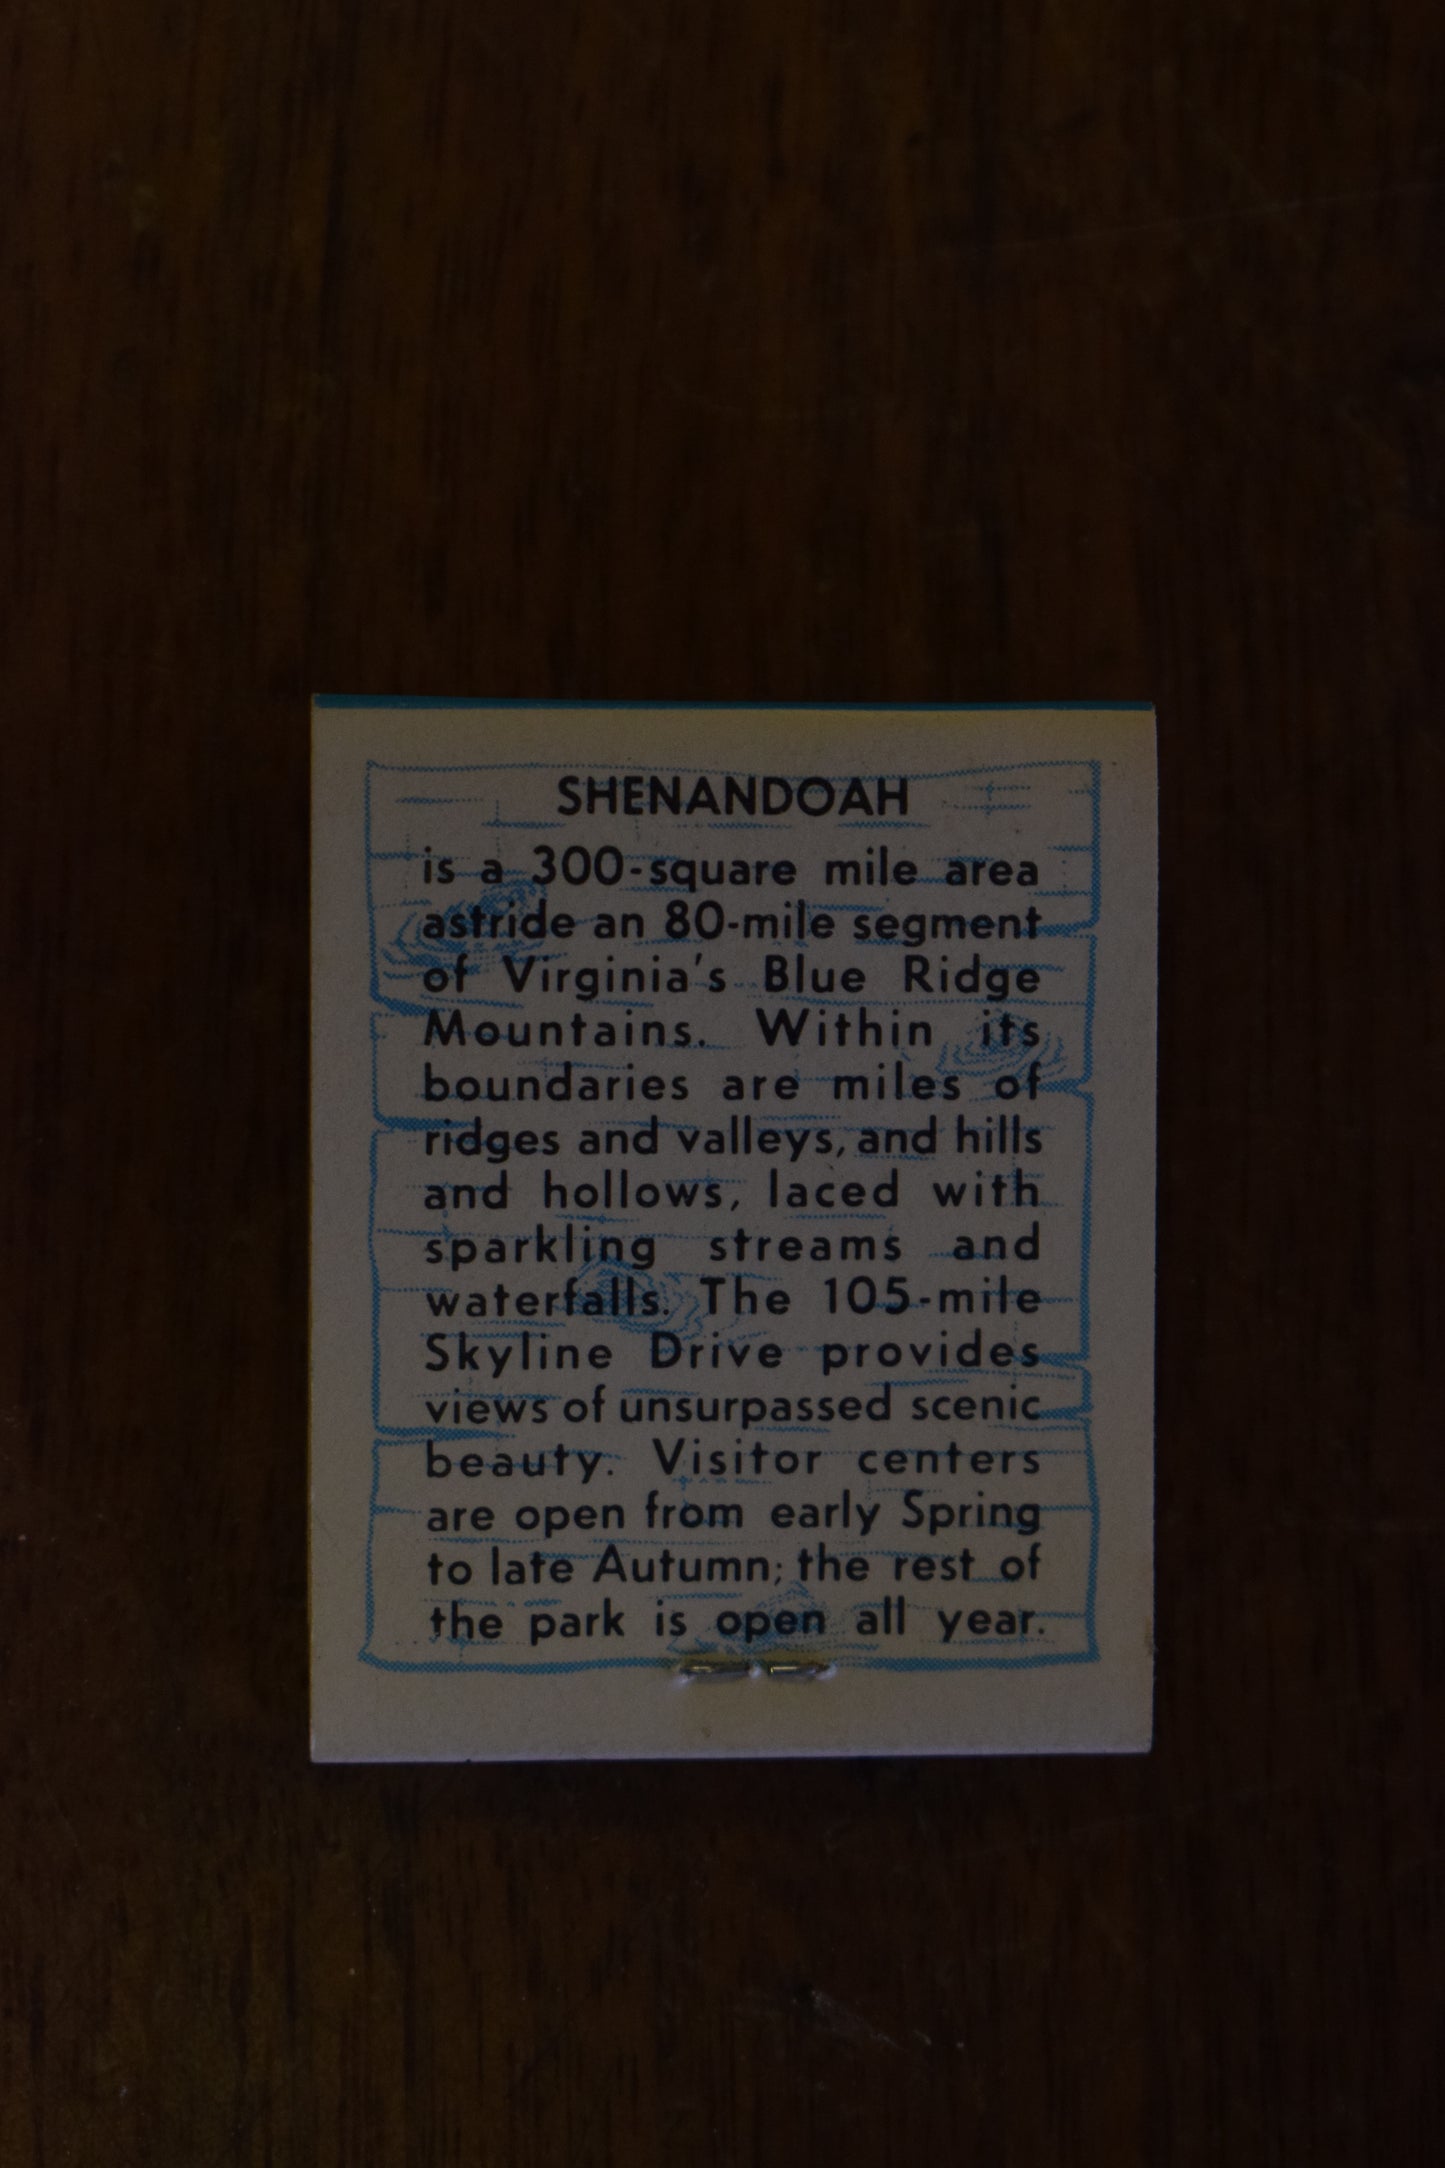 SHENANDOAH
is a 300-square mile area
astride an 80-mile segment
of Virginia's Blue Ridge
Mountains. Within its
boundaries are miles of
ridges and valleys, and hills
and hollows, laced with
sparkling streams and
waterfalls. The 105-mile
Skyline Drive provides
views of unsurpassed scenic
beauty. Visitor centers
are open from early Spring
to late Autumn; the rest of
the park is open all year.